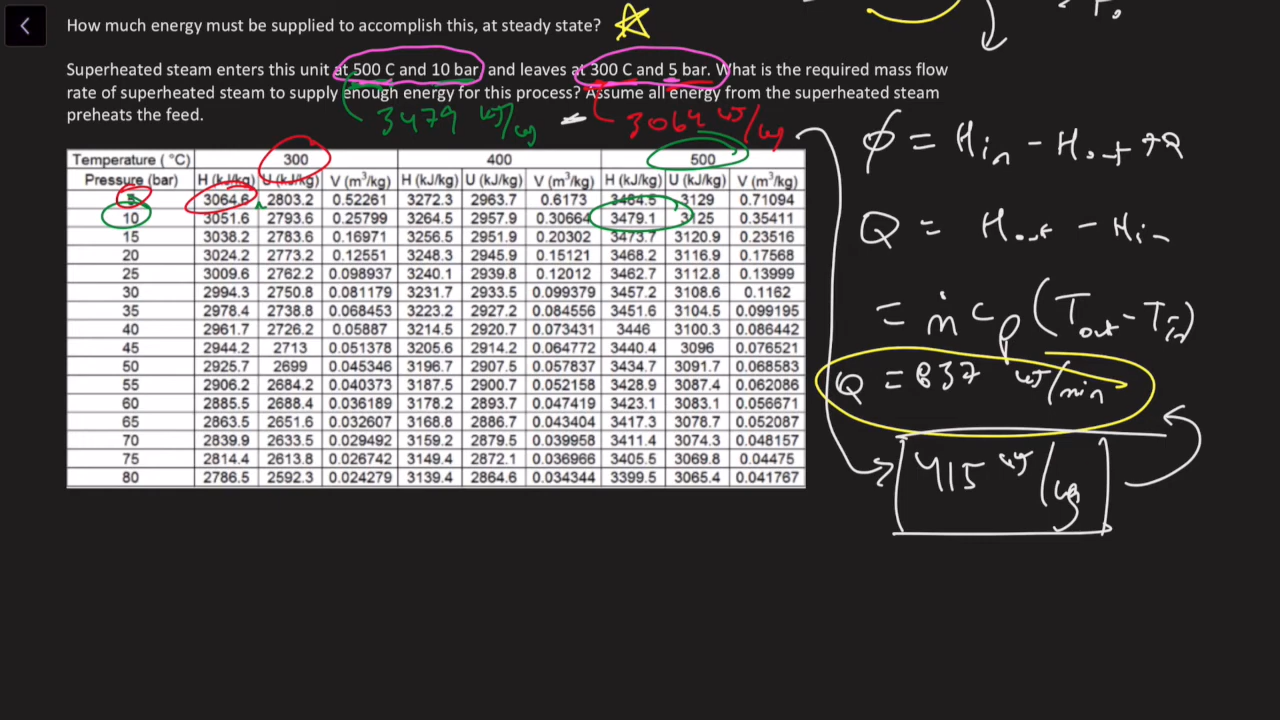 How much energy must be supplied to accomplish this, at steady state?
Superheated steam enters this unit at 500 C and 10 bar and leaves at 300 C and 5 bar. What is the required mass flow
rate of superheated steam to supply enough energy for this process? Assume all energy from the superheated steam
preheats the feed.
3479 kJ/kg - 3064 kJ/kg
Temperature ( °C) 300 400 500
Pressure (bar) H (kJ/kg) U (kJ/kg) V (m³/kg) H (kJ/kg) U (kJ/kg) V (m³/kg) H (kJ/kg) U (kJ/kg) V (m³/kg)
5 3064.6 2803.2 0.52261 3272.3 2963.7 0.6173 3484.5 3129 0.71094
10 3051.6 2793.6 0.25799 3264.5 2957.9 0.30664 3479.1 3125 0.35411
15 3038.2 2783.6 0.16971 3256.5 2951.9 0.20302 3473.7 3120.9 0.23516
20 3024.2 2773.2 0.12551 3248.3 2945.9 0.15121 3468.2 3116.9 0.17568
25 3009.6 2762.2 0.098937 3240.1 2939.8 0.12012 3462.7 3112.8 0.13999
30 2994.3 2750.8 0.081179 3231.7 2933.5 0.099379 3457.2 3108.6 0.1162
35 2978.4 2738.8 0.068453 3223.2 2927.2 0.084556 3451.6 3104.5 0.099195
40 2961.7 2726.2 0.05887 3214.5 2920.7 0.073431 3446 3100.3 0.086442
45 2944.2 2713 0.051378 3205.6 2914.2 0.064772 3440.4 3096 0.076521
50 2925.7 2699 0.045346 3196.7 2907.5 0.057837 3434.7 3091.7 0.068583
55 2906.2 2684.2 0.040373 3187.5 2900.7 0.052158 3428.9 3087.4 0.062086
60 2885.5 2688.4 0.036189 3178.2 2893.7 0.047419 3423.1 3083.1 0.056671
65 2863.5 2651.6 0.032607 3168.8 2886.7 0.043404 3417.3 3078.7 0.052087
70 2839.9 2633.5 0.029492 3159.2 2879.5 0.039958 3411.4 3074.3 0.048157
75 2814.4 2613.8 0.026742 3149.4 2872.1 0.036966 3405.5 3069.8 0.04475
80 2786.5 2592.3 0.024279 3139.4 2864.6 0.034344 3399.5 3065.4 0.041767
0 = Hin - Hout + Q
Q = Hout - Hin
= ṁ cp (Tout - Tin)
Q = 837 kJ/min
415 kJ/kg